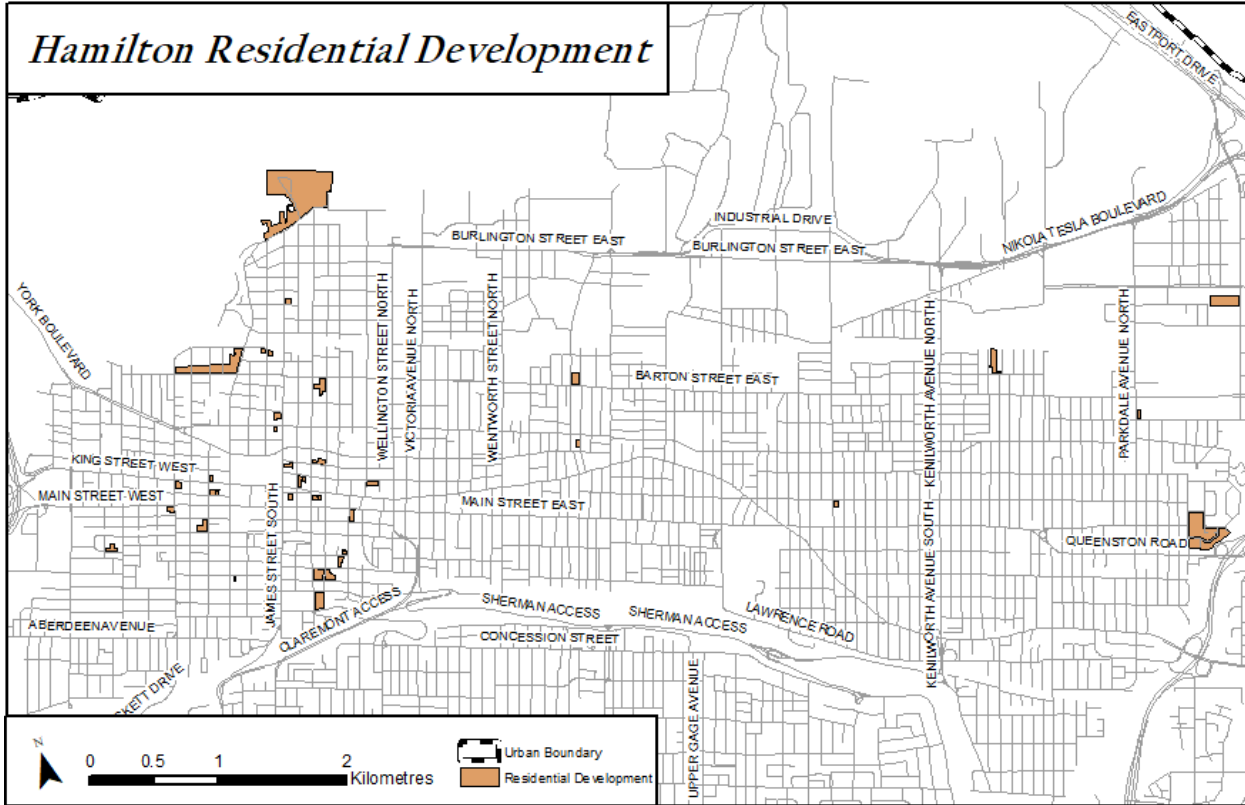 Hamilton Residential Development
EASTPORT DRIVE
INDUSTRIAL DRIVE
NIKOLA TESLA BOULEVARD
BURLINGTON STREET EAST
BURLINGTON STREET EAST
YORK BOULEVARD
WELLINGTON STREET NORTH
VICTORIA AVENUE NORTH
WENTWORTH STREET NORTH
KENILWORTH AVENUE NORTH
PARKDALE AVENUE NORTH
BARTON STREET EAST
KING STREET WEST
MAIN STREET WEST
MAIN STREET EAST
JAMES STREET SOUTH
QUEENSTON ROAD
KENILWORTH AVENUE SOUTH
CLAREMONT ACCESS
SHERMAN ACCESS
SHERMAN ACCESS
LAWRENCE ROAD
ABERDEEN AVENUE
CONCESSION STREET
UPPER GAGE AVENUE
SKETT DRIVE
N
0 0.5 1 2
Kilometres
Urban Boundary
Residential Development